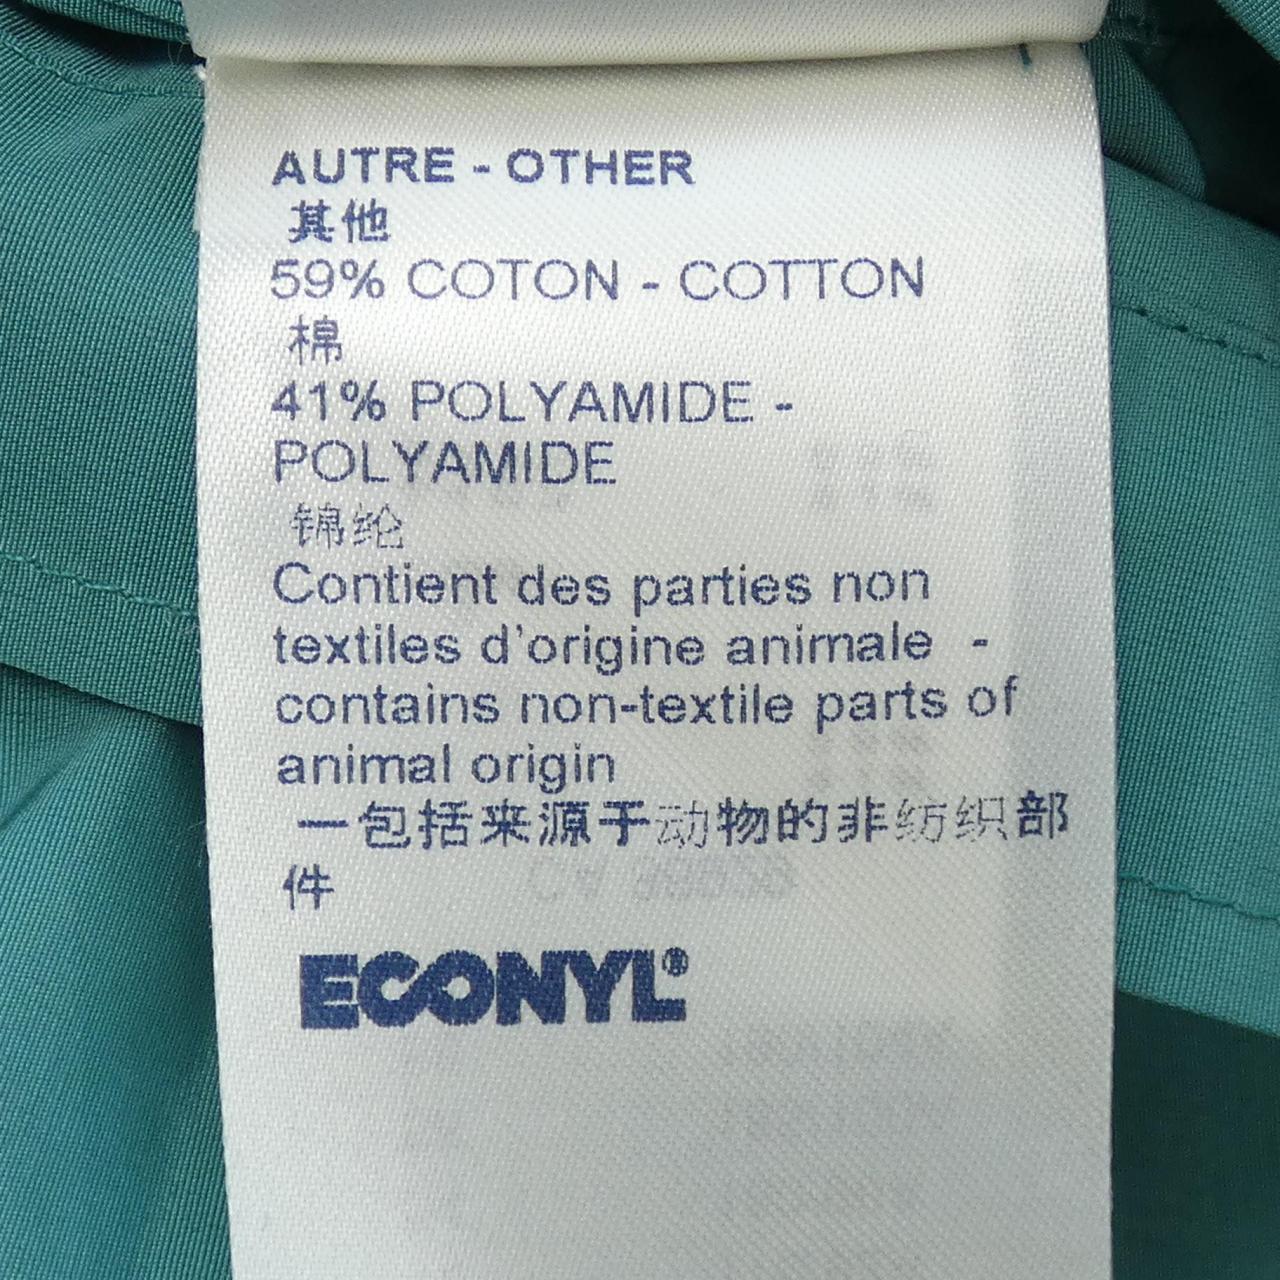 AUTRE - OTHER
其他
59% COTON - COTTON
棉
41% POLYAMIDE -
POLYAMIDE
锦纶
Contient des parties non
textiles d'origine animale -
contains non-textile parts of
animal origin
一包括来源于动物的非纺织部
件
ECONYL®